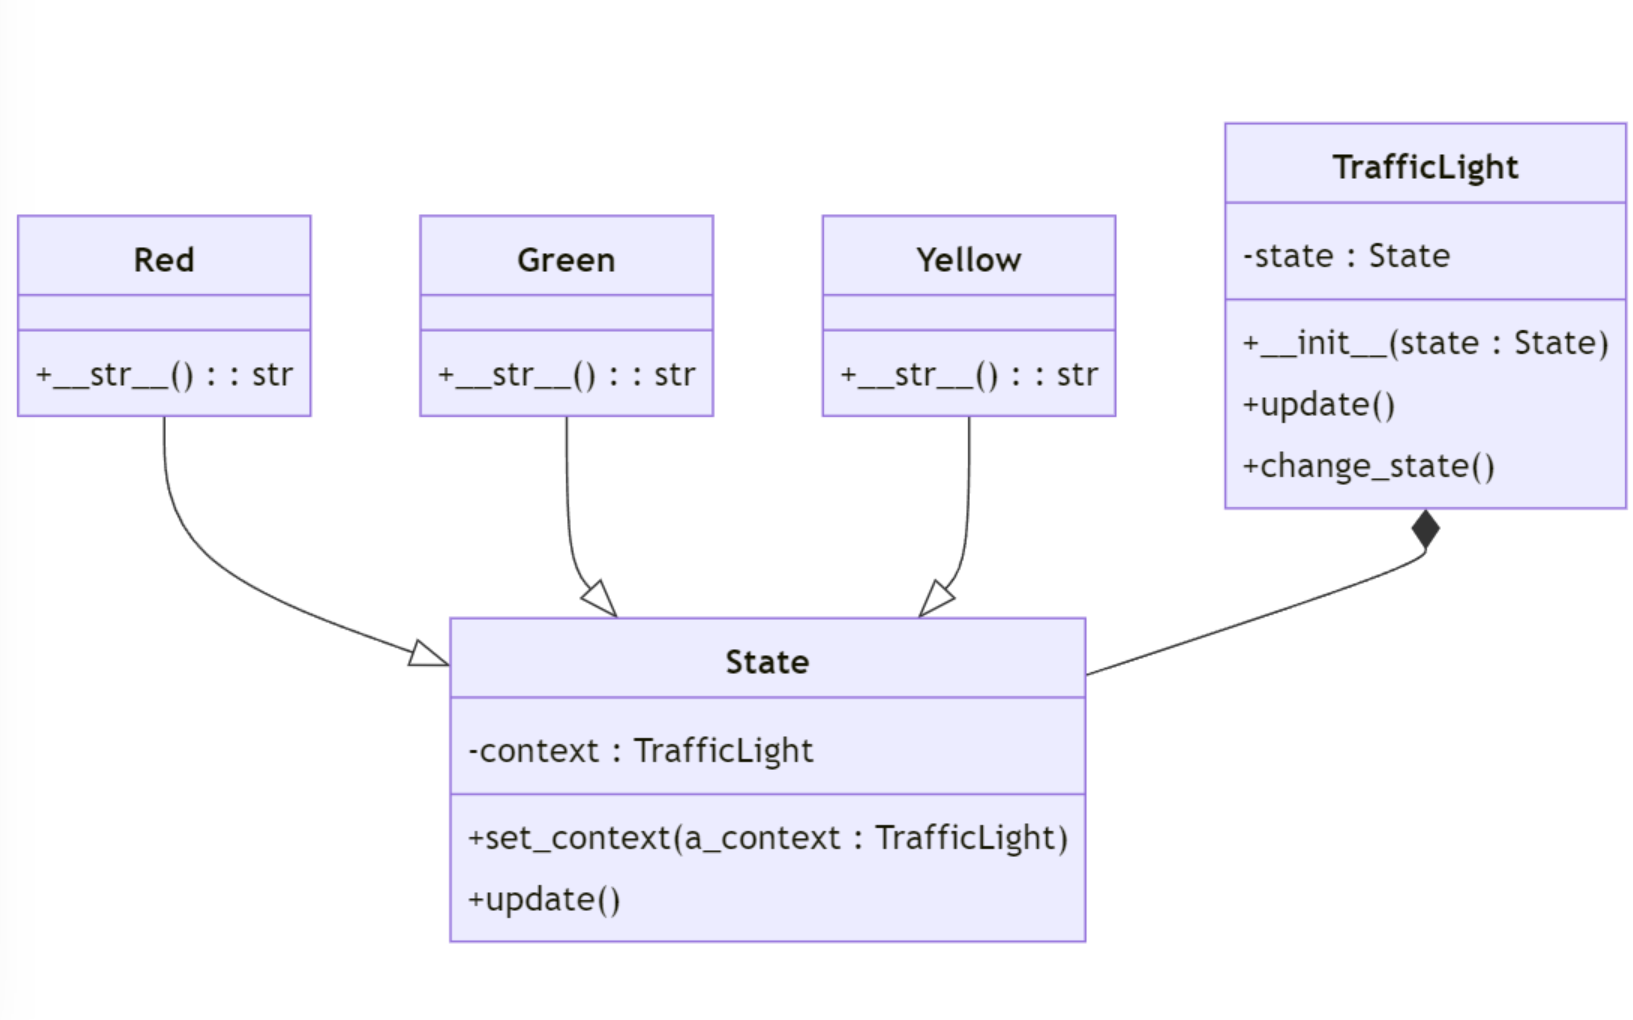 Red
+__str__() : : str
Green
+__str__() : : str
Yellow
+__str__() : : str
TrafficLight
-state : State
+__init__(state : State)
+update()
+change_state()
State
-context : TrafficLight
+set_context(a_context : TrafficLight)
+update()